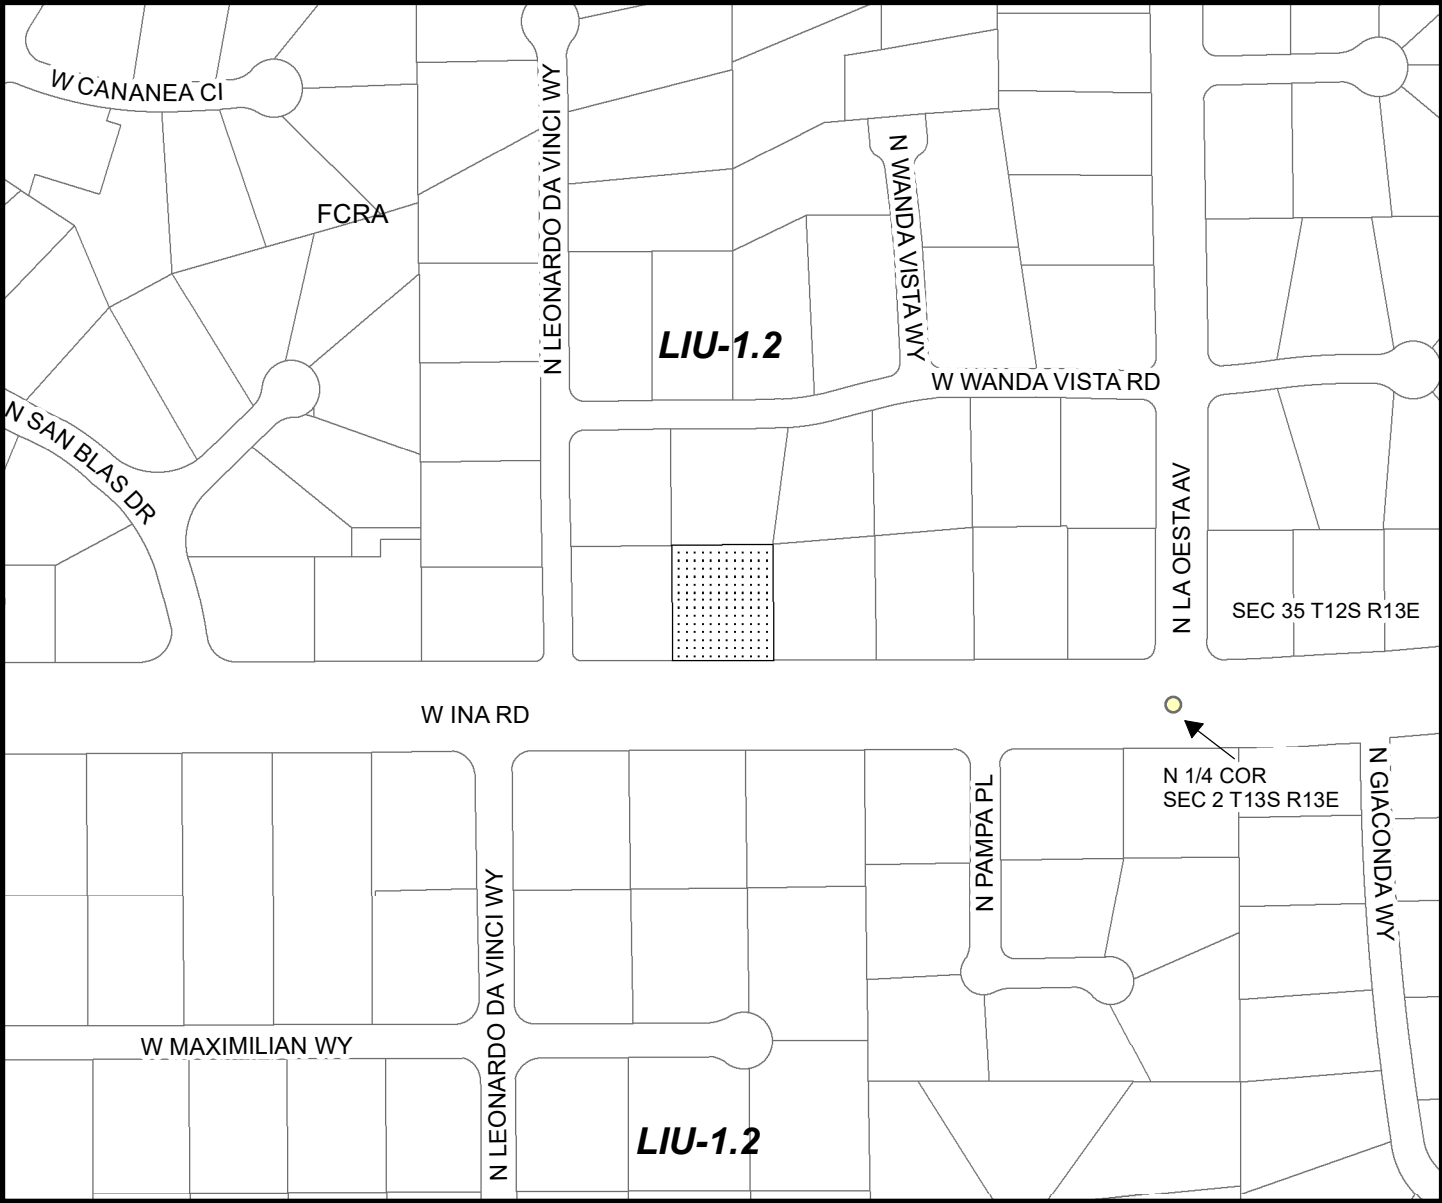 W CANANEA CI
N LEONARDO DA VINCI WY
N WANDA VISTA WY
FCRA
LIU-1.2
W WANDA VISTA RD
N SAN BLAS DR
N LA OESTA AV
SEC 35 T12S R13E
W INA RD
N 1/4 COR
SEC 2 T13S R13E
N GIACONDA WY
N PAMPA PL
N LEONARDO DA VINCI WY
W MAXIMILIAN WY
LIU-1.2